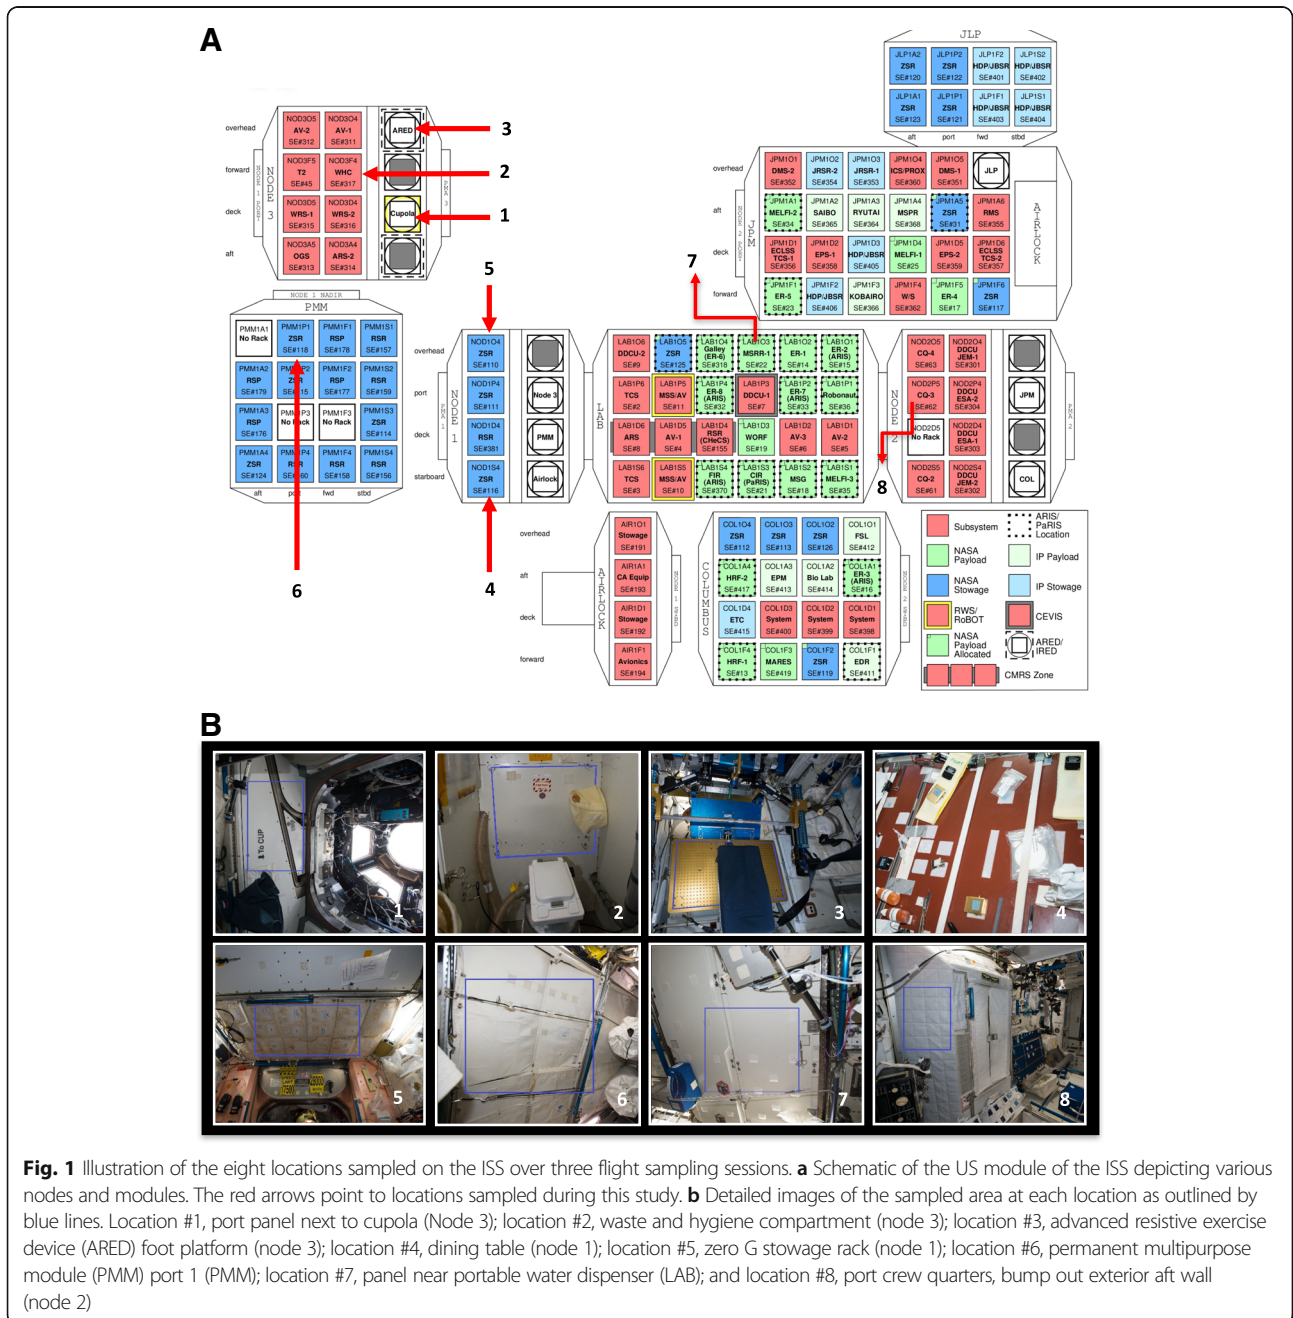 A
JLP
JLP1A2 JLP1P2 JLP1F2 JLP1S2
ZSR ZSR HDP/JBSR HDP/JBSR
SE#120 SE#122 SE#401 SE#402
JLP1A1 JLP1P1 JLP1F1 JLP1S1
ZSR ZSR HDP/JBSR HDP/JBSR
SE#123 SE#121 SE#403 SE#404
aft port fwd stbd
overhead
forward
deck
aft
NODE 1 PORT
NODE 3
PMA 3
NOD3O5 NOD3O4
AV-2 AV-1 ARED
SE#312 SE#311
NOD3F5 NOD3F4
T2 WHC
SE#45 SE#317
NOD3D5 NOD3D4
WRS-1 WRS-2 Cupola
SE#315 SE#316
NOD3A5 NOD3A4
OGS ARS-2
SE#313 SE#314
3
2
1
overhead
aft
deck
forward
NODE 2 PORT
JPM
AIRLOCK
JPM1O1 JPM1O2 JPM1O3 JPM1O4 JPM1O5
DMS-2 JRSR-2 JRSR-1 ICS/PROX DMS-1 JLP
SE#352 SE#354 SE#353 SE#360 SE#351
JPM1A1 JPM1A2 JPM1A3 JPM1A4 JPM1A5 JPM1A6
MELFI-2 SAIBO RYUTAI MSPR ZSR RMS
SE#34 SE#365 SE#364 SE#368 SE#31 SE#355
JPM1D1 JPM1D2 JPM1D3 JPM1D4 JPM1D5 JPM1D6
ECLSS TCS-1 EPS-1 HDP/JBSR MELFI-1 EPS-2 ECLSS TCS-2
SE#356 SE#358 SE#405 SE#25 SE#359 SE#357
JPM1F1 JPM1F2 JPM1F3 JPM1F4 JPM1F5 JPM1F6
ER-5 HDP/JBSR KOBAIRO W/S ER-4 ZSR
SE#23 SE#406 SE#366 SE#362 SE#17 SE#117
7
5
NODE 1 NADIR
PMM
PMM1A1 PMM1P1 PMM1F1 PMM1S1
No Rack ZSR RSP RSR
SE#118 SE#178 SE#157
PMM1A2 PMM1F2 PMM1S2
RSP ZSR RSP RSR
SE#179 SE#177 SE#159
PMM1A3 PMM1F3 PMM1S3
RSP No Rack No Rack ZSR
SE#176 SE#114
PMM1A4 PMM1F4 PMM1S4
ZSR RSR RSR RSR
SE#124 SE#158 SE#156
aft port fwd stbd
6
overhead
port
deck
starboard
PMA 1
NODE 1
NOD1O4
ZSR
SE#110
NOD1P4
ZSR Node 3
SE#111
NOD1D4
RSR PMM
SE#381
NOD1S4
ZSR Airlock
SE#116
4
LAB
LAB1O6 LAB1O5 LAB1O4 LAB1O3 LAB1O2 LAB1O1
DDCU-2 ZSR Galley (ER-6) MSRR-1 ER-1 ER-2 (ARIS)
SE#9 SE#125 SE#318 SE#22 SE#14 SE#15
LAB1P6 LAB1P5 LAB1P4 LAB1P3 LAB1P2 LAB1P1
TCS MSS/AV ER-8 (ARIS) DDCU-1 ER-7 (ARIS) Robonaut
SE#2 SE#11 SE#32 SE#7 SE#33 SE#36
LAB1D6 LAB1D5 LAB1D4 LAB1D3 LAB1D2 LAB1D1
ARS AV-1 RSR (CHeCS) WORF AV-3 AV-2
SE#8 SE#4 SE#155 SE#19 SE#6 SE#5
LAB1S6 LAB1S5 LAB1S4 LAB1S3 LAB1S2 LAB1S1
TCS MSS/AV FIR (ARIS) CIR (PaRIS) MSG MELFI-3
SE#3 SE#10 SE#370 SE#21 SE#18 SE#35
8
NODE 2
PMA 2
NOD2O5 NOD2O4
CQ-4 DDCU JEM-1
SE#63 SE#301
NOD2P5 NOD2P4
CQ-3 DDCU ESA-2 JPM
SE#62 SE#304
NOD2D5 NOD2D4
No Rack DDCU ESA-1
SE#303
NOD2S5 NOD2S4
CQ-2 DDCU JEM-2 COL
SE#61 SE#302
overhead
aft
deck
forward
AIRLOCK
NODE 1 STBD
AIR1O1
Stowage
SE#191
AIR1A1
CA Equip
SE#193
AIR1D1
Stowage
SE#192
AIR1F1
Avionics
SE#194
COLUMBUS
NODE 2 STBD
COL1O4 COL1O3 COL1O2 COL1O1
ZSR ZSR ZSR FSL
SE#112 SE#113 SE#126 SE#412
COL1A4 COL1A3 COL1A2 COL1A1
HRF-2 EPM Bio Lab ER-3 (ARIS)
SE#417 SE#413 SE#414 SE#16
COL1D4 COL1D3 COL1D2 COL1D1
ETC System System System
SE#415 SE#400 SE#399 SE#398
COL1F4 COL1F3 COL1F2 COL1F1
HRF-1 MARES ZSR EDR
SE#13 SE#419 SE#119 SE#411
Subsystem ARIS/ PaRIS Location
NASA Payload IP Payload
NASA Stowage IP Stowage
RWS/ RoBOT CEVIS
NASA Payload Allocated ARED/ IRED
CMRS Zone
B
To CUP
1
2
3
4
5
6
7
8
Fig. 1 Illustration of the eight locations sampled on the ISS over three flight sampling sessions. a Schematic of the US module of the ISS depicting various
nodes and modules. The red arrows point to locations sampled during this study. b Detailed images of the sampled area at each location as outlined by
blue lines. Location #1, port panel next to cupola (Node 3); location #2, waste and hygiene compartment (node 3); location #3, advanced resistive exercise
device (ARED) foot platform (node 3); location #4, dining table (node 1); location #5, zero G stowage rack (node 1); location #6, permanent multipurpose
module (PMM) port 1 (PMM); location #7, panel near portable water dispenser (LAB); and location #8, port crew quarters, bump out exterior aft wall
(node 2)